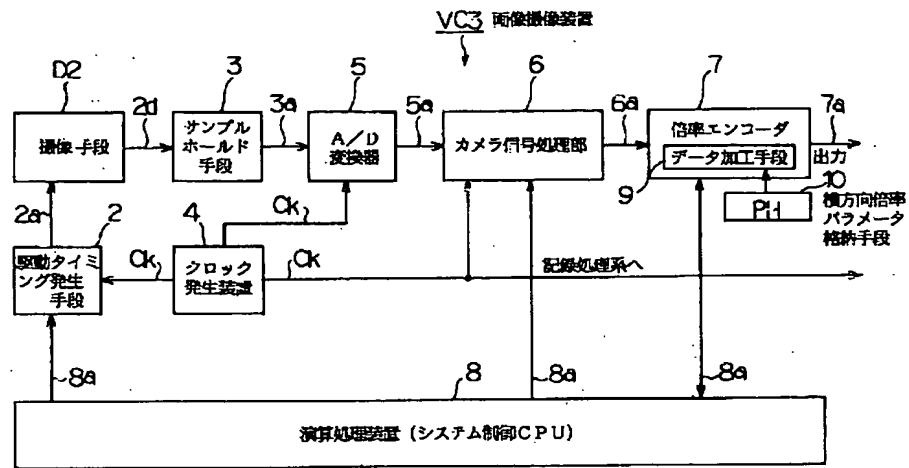 VC3 画像撮像装置
D2
3
5
6
7
撮像手段
2d
サンプル
ホールド
手段
3a
A/D
変換器
5a
カメラ信号処理部
6a
倍率エンコーダ
データ加工手段
9
7a
出力
10
PH
横方向倍率
パラメータ
格納手段
2a
2
駆動タイミ
ング発生
手段
Ck
4
クロック
発生装置
Ck
Ck
記録処理系へ
8a
8
8a
8a
演算処理装置(システム制御CPU)